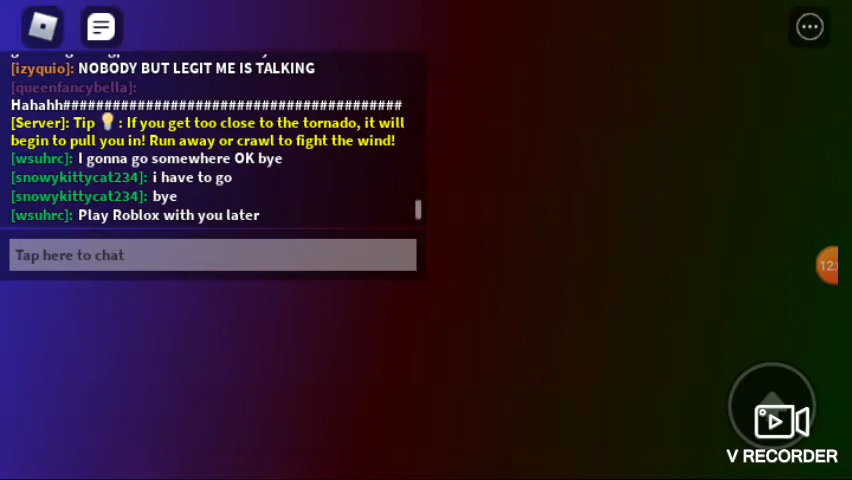 [izyquio]: NOBODY BUT LEGIT ME IS TALKING
[queenfancybella]:
Hahahh#########################################
[Server]: Tip 💡 : If you get too close to the tornado, it will
begin to pull you in! Run away or crawl to fight the wind!
[wsuhrc]: I gonna go somewhere OK bye
[snowykittycat234]: i have to go
[snowykittycat234]: bye
[wsuhrc]: Play Roblox with you later
Tap here to chat
12:
V RECORDER